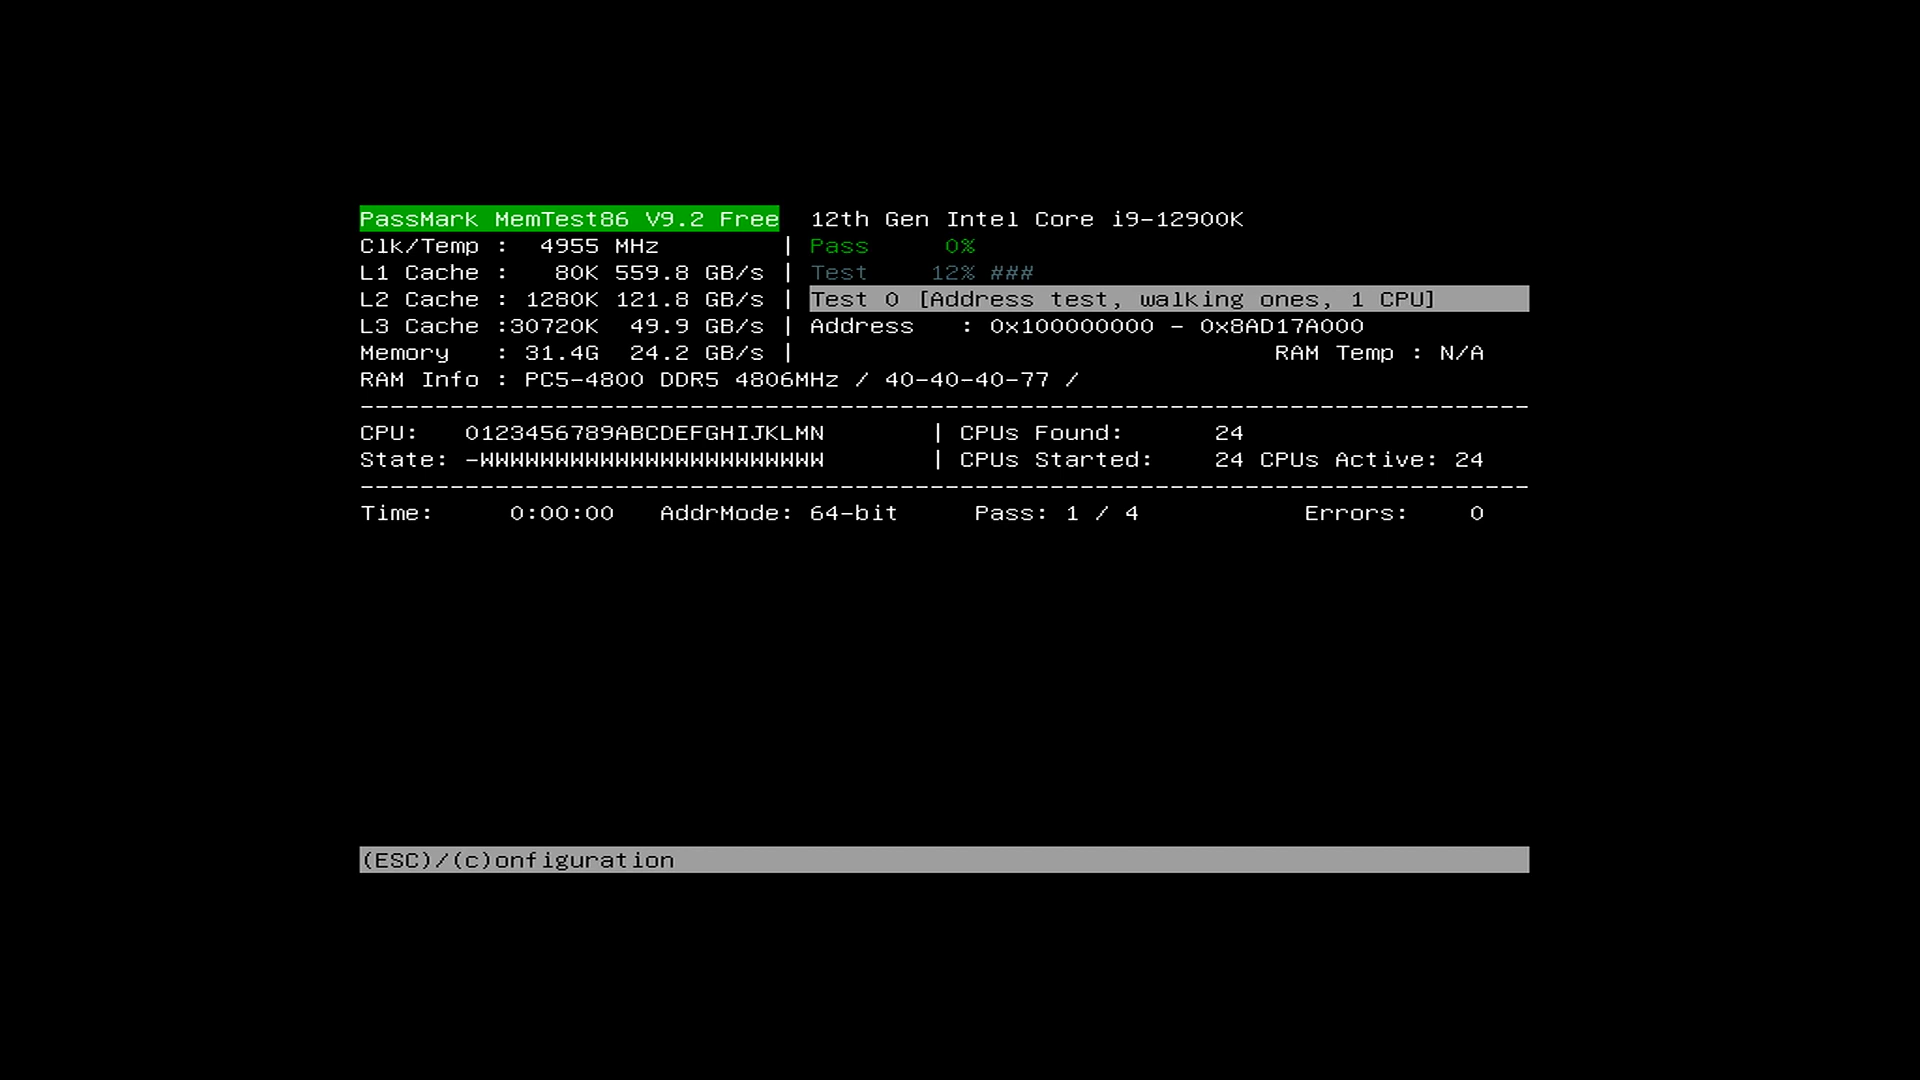 PassMark MemTest86 V9.2 Free  12th Gen Intel Core i9-12900K
Clk/Temp :  4955 MHz        | Pass     0%
L1 Cache :   80K 559.8 GB/s | Test    12% ###
L2 Cache : 1280K 121.8 GB/s | Test 0 [Address test, walking ones, 1 CPU]
L3 Cache :30720K  49.9 GB/s | Address   : 0x100000000 - 0x8AD17A000
Memory   : 31.4G  24.2 GB/s |                                RAM Temp : N/A
RAM Info : PC5-4800 DDR5 4806MHz / 40-40-40-77 /
------------------------------------------------------------------------------
CPU:   0123456789ABCDEFGHIJKLMN       | CPUs Found:      24
State: -WWWWWWWWWWWWWWWWWWWWWWW       | CPUs Started:    24 CPUs Active: 24
------------------------------------------------------------------------------
Time:     0:00:00   AddrMode: 64-bit     Pass: 1 / 4           Errors:    0
(ESC)/(c)onfiguration